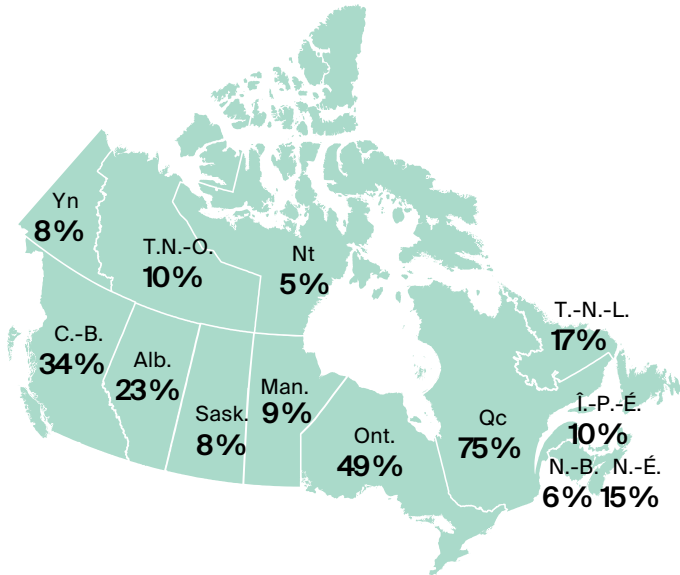 Yn
8%
T.N.-O.
10%
Nt
5%
T.-N.-L.
17%
C.-B.
34%
Alb.
23%
Sask.
8%
Man.
9%
Ont.
49%
Qc
75%
Î.-P.-É.
10%
N.-B.
6%
N.-É.
15%